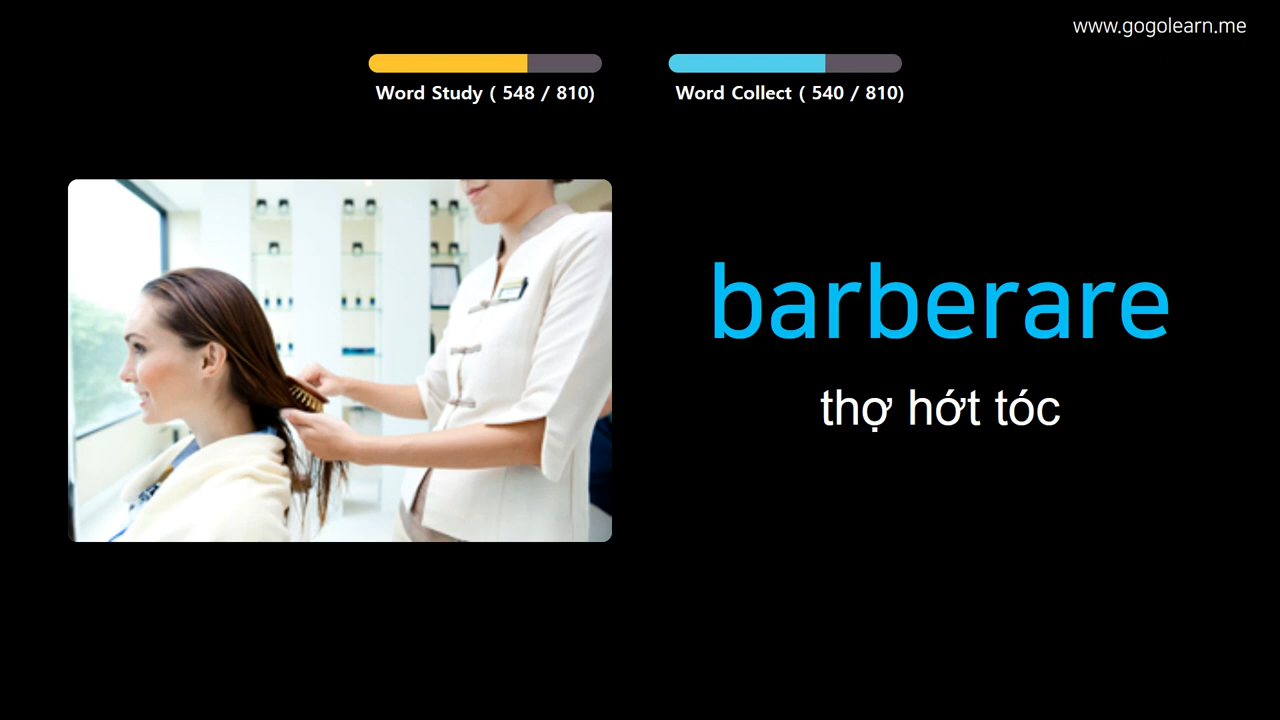 www.gogolearn.me
Word Study ( 548 / 810)
Word Collect ( 540 / 810)
barberare
thợ hớt tóc